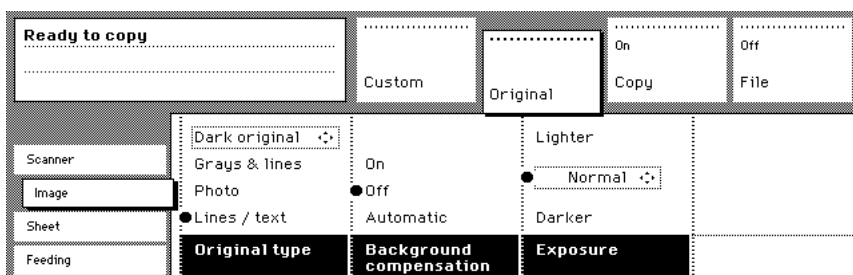 Ready to copy
Custom
Original
On
Copy
Off
File
Scanner
Image
Sheet
Feeding
Dark original
Grays & lines
Photo
Lines / text
Original type
On
Off
Automatic
Background
compensation
Lighter
Normal
Darker
Exposure